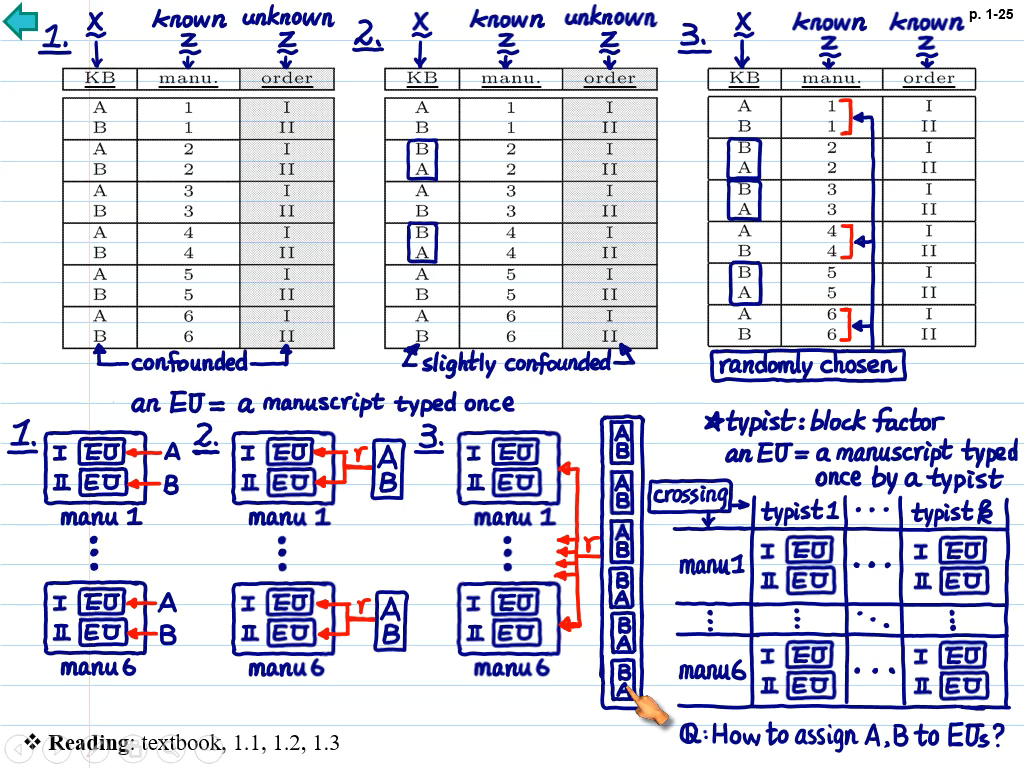 p. 1-25
1. X known unknown
Z Z
KB manu. order
A 1 I
B 1 II
A 2 I
B 2 II
A 3 I
B 3 II
A 4 I
B 4 II
A 5 I
B 5 II
A 6 I
B 6 II
confounded
2. X known unknown
Z Z
KB manu. order
A 1 I
B 1 II
B 2 I
A 2 II
A 3 I
B 3 II
B 4 I
A 4 II
A 5 I
B 5 II
A 6 I
B 6 II
slightly confounded
3. X known known
Z Z
KB manu. order
A 1 I
B 1 II
B 2 I
A 2 II
B 3 I
A 3 II
A 4 I
B 4 II
B 5 I
A 5 II
A 6 I
B 6 II
randomly chosen
an EU = a manuscript typed once
1.
I EU A
II EU B
manu 1
I EU A
II EU B
manu 6
2.
I EU r A
II EU B
manu 1
I EU r A
II EU B
manu 6
3.
I EU
II EU
manu 1
r
I EU
II EU
manu 6
A
B
A
B
A
B
B
A
B
A
B
A
*typist: block factor
an EU = a manuscript typed
once by a typist
crossing
typist 1 ... typist k
manu 1 I EU ... I EU
II EU II EU
manu 6 I EU ... I EU
II EU II EU
Q: How to assign A, B to EUs?
❖ Reading: textbook, 1.1, 1.2, 1.3